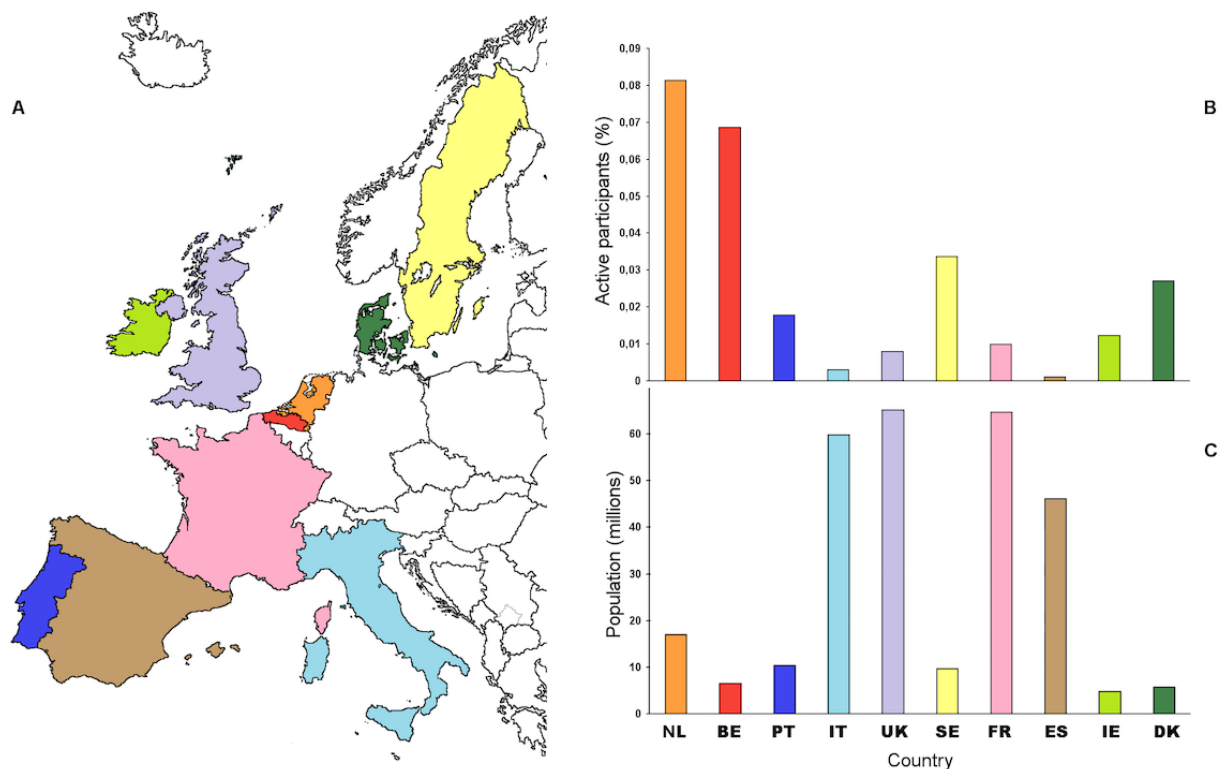 A
B
Active participants (%)
0,09
0,08
0,07
0,06
0,05
0,04
0,03
0,02
0,01
0
C
Population (millions)
60
50
40
30
20
10
0
NL BE PT IT UK SE FR ES IE DK
Country